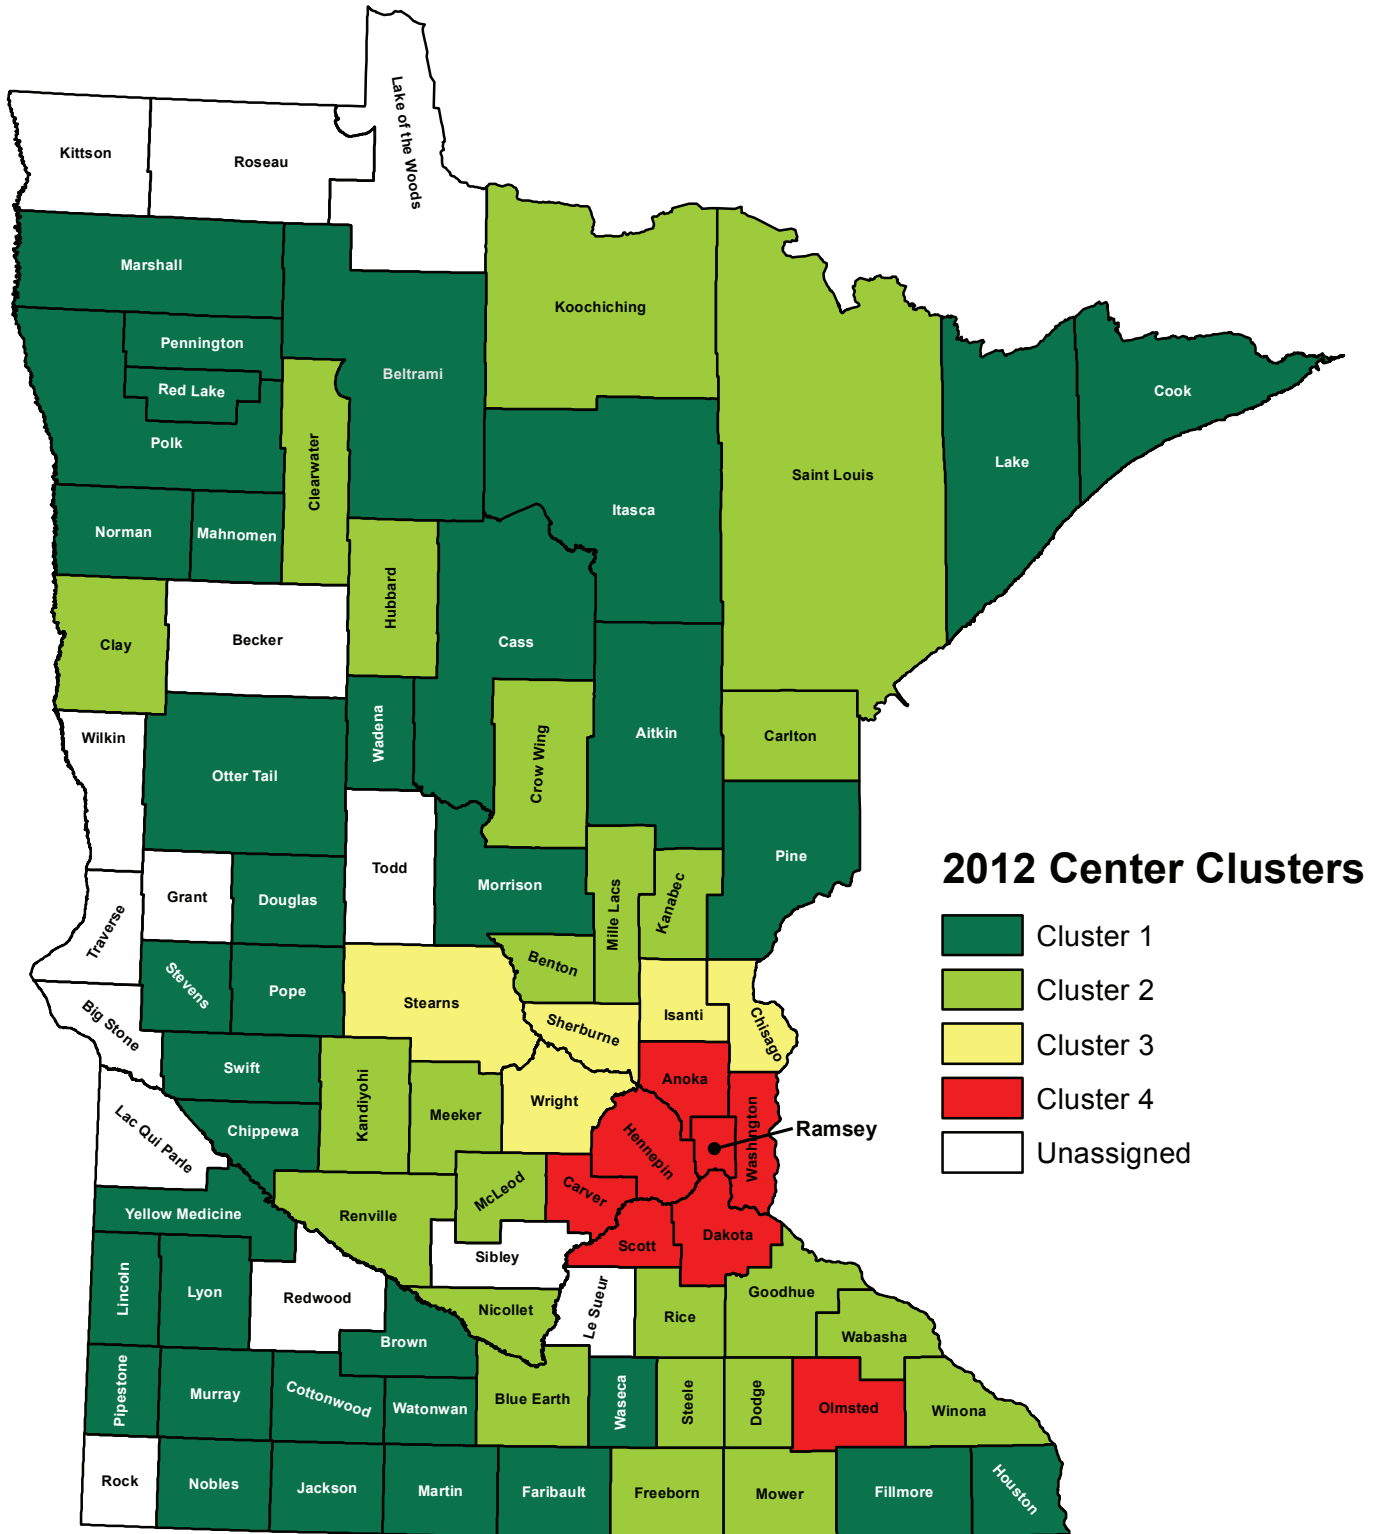 Lake of the Woods
Kittson
Roseau
Marshall
Koochiching
Pennington
Beltrami
Red Lake
Cook
Polk
Clearwater
Lake
Saint Louis
Itasca
Norman
Mahnomen
Hubbard
Becker
Cass
Clay
Wilkin
Wadena
Aitkin
Carlton
Crow Wing
Otter Tail
Pine
2012 Center Clusters
Todd
Morrison
Grant
Douglas
Mille Lacs
Kanabec
Traverse
Cluster 1
Benton
Stevens
Pope
Cluster 2
Stearns
Isanti
Big Stone
Sherburne
Chisago
Cluster 3
Swift
Anoka
Wright
Cluster 4
Kandiyohi
Meeker
Chippewa
Lac Qui Parle
Hennepin
Washington
Ramsey
Unassigned
McLeod
Carver
Yellow Medicine
Renville
Dakota
Scott
Sibley
Lincoln
Lyon
Redwood
Le Sueur
Goodhue
Nicollet
Rice
Brown
Wabasha
Pipestone
Murray
Cottonwood
Watonwan
Blue Earth
Waseca
Steele
Dodge
Olmsted
Winona
Rock
Nobles
Jackson
Martin
Faribault
Freeborn
Mower
Fillmore
Houston